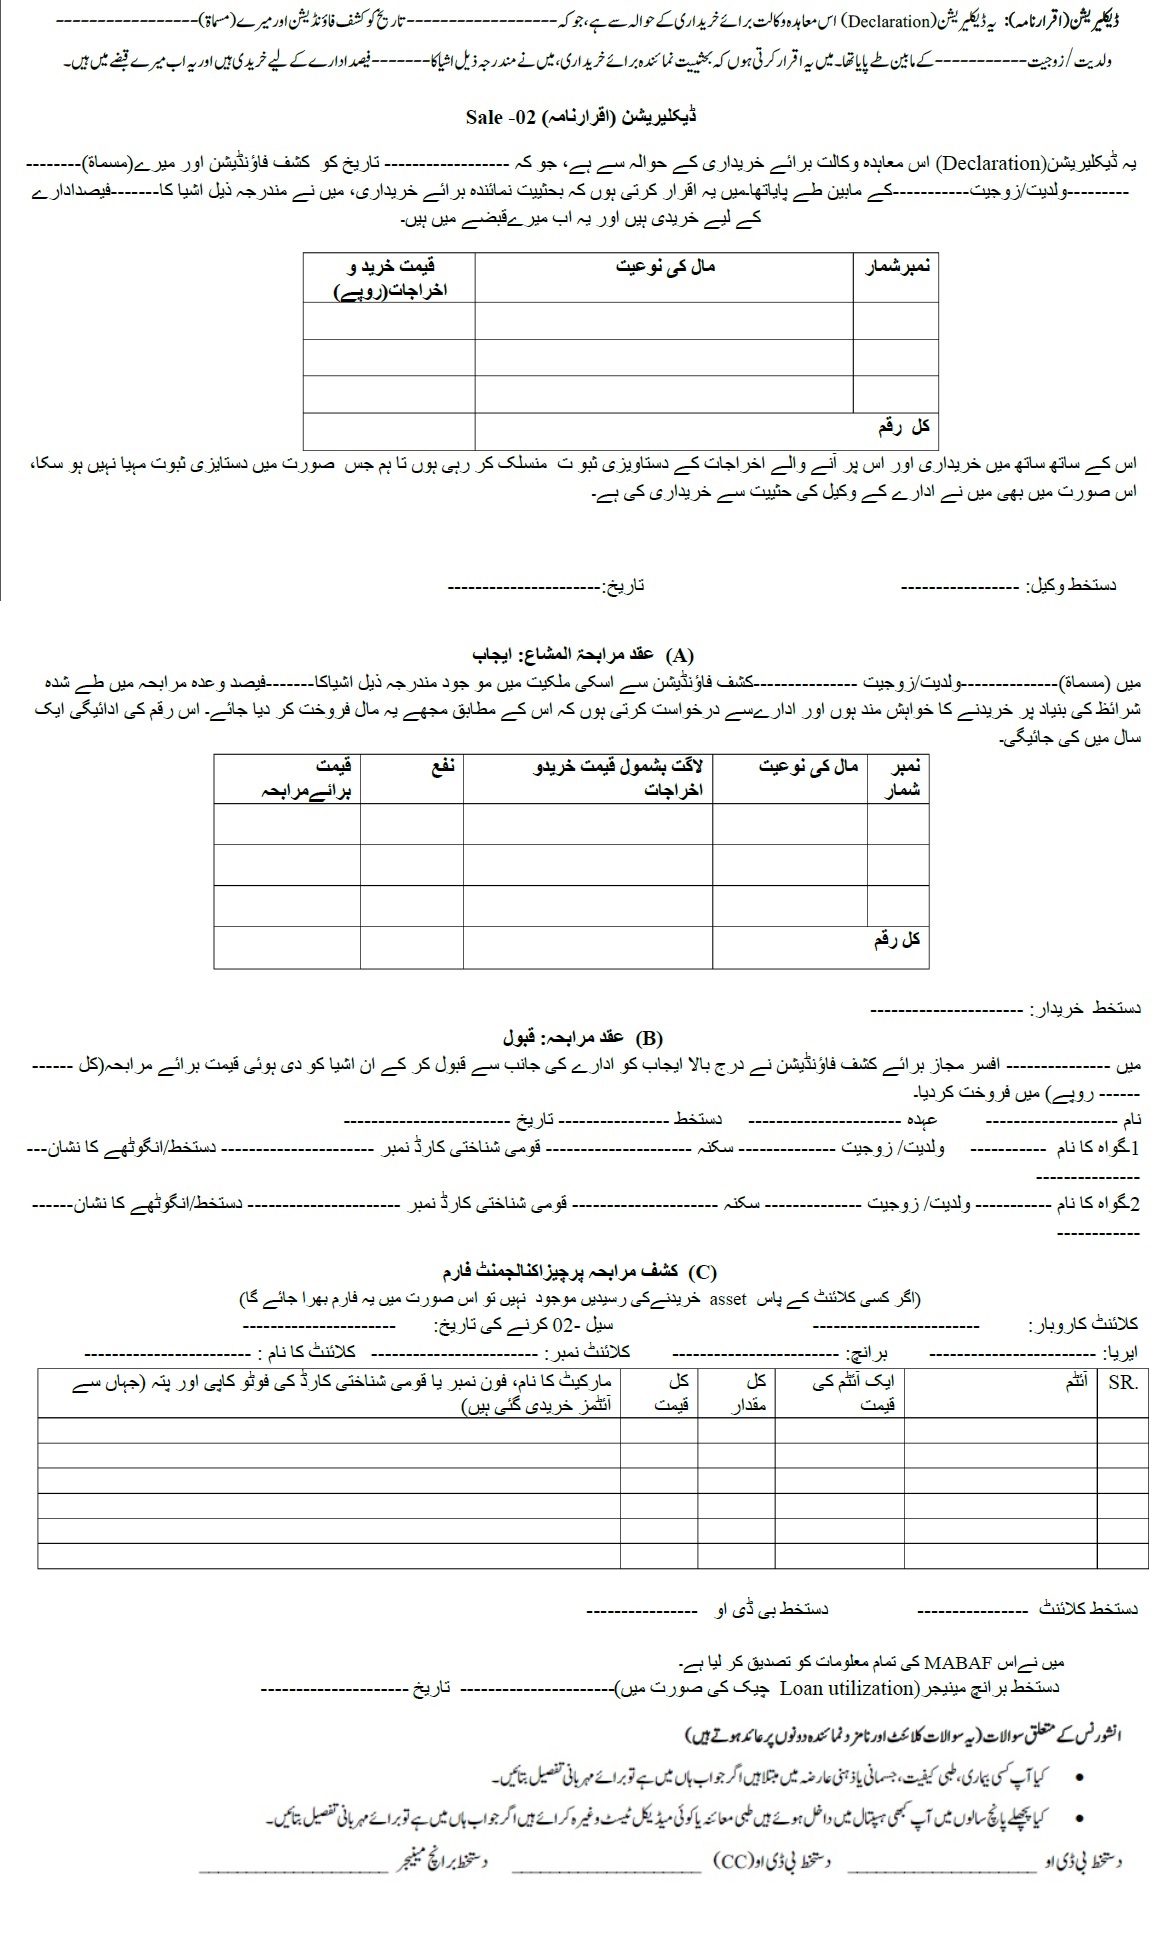 ڈیکلیریشن (اقرارنامہ): یہ ڈیکلیریشن (Declaration) اس معاہدہ وکالت برائے خریداری کے حوالہ سے ہے، جو کہ ------------------ تاریخ کو کشف فاؤنڈیشن اور میرے (مسماۃ) -----------------
ولدیت/زوجیت ----------- کے مابین طے پایا تھا۔ میں یہ اقرار کرتی ہوں کہ بحثییت نمائندہ برائے خریداری، میں نے مندرجہ ذیل اشیا کا ------- فیصد ادارے کے لیے خریدی ہیں اور یہ اب میرے قبضے میں ہیں۔
ڈیکلیریشن (اقرارنامہ) Sale -02
یہ ڈیکلیریشن(Declaration) اس معاہدہ وکالت برائے خریداری کے حوالہ سے ہے، جو کہ ------------------ تاریخ کو کشف فاؤنڈیشن اور میرے(مسماۃ)--------
---------ولدیت/زوجیت-----------کے مابین طے پایاتھا۔میں یہ اقرار کرتی ہوں کہ بحثییت نمائندہ برائے خریداری، میں نے مندرجہ ذیل اشیا کا-------فیصدادارے
کے لیے خریدی ہیں اور یہ اب میرےقبضے میں ہیں۔
نمبرشمار مال کی نوعیت قیمت خرید و
اخراجات(روپے)
کل رقم
اس کے ساتھ ساتھ میں خریداری اور اس پر آنے والے اخراجات کے دستاویزی ثبو ت منسلک کر رہی ہوں تا ہم جس صورت میں دستایزی ثبوت مہیا نہیں ہو سکا،
اس صورت میں بھی میں نے ادارے کے وکیل کی حثییت سے خریداری کی ہے۔
دستخط وکیل: ----------------- تاریخ:----------------------
(A) عقد مرابحۃ المشاع: ایجاب
میں (مسماۃ)--------------ولدیت/زوجیت ---------------کشف فاؤنڈیشن سے اسکی ملکیت میں مو جود مندرجہ ذیل اشیاکا-------فیصد وعدہ مرابحہ میں طے شدہ
شرائظ کی بنیاد پر خریدنے کا خواہش مند ہوں اور ادارےسے درخواست کرتی ہوں کہ اس کے مطابق مجھے یہ مال فروخت کر دیا جائے۔ اس رقم کی ادائیگی ایک
سال میں کی جائیگی۔
نمبر مال کی نوعیت لاگت بشمول قیمت خریدو نفع قیمت
شمار اخراجات برائےمرابحہ
کل رقم
دستخط خریدار: ----------------------
(B) عقد مرابحہ: قبول
میں --------------- افسر مجاز برائے کشف فاؤنڈیشن نے درج بالا ایجاب کو ادارے کی جانب سے قبول کر کے ان اشیا کو دی ہوئی قیمت برائے مرابحہ(کل ------
------ روپے) میں فروخت کردیا۔
نام ------------------- عہدہ ---------------------- دستخط ---------------- تاریخ ------------------------
1۔گواہ کا نام ----------- ولدیت/ زوجیت -------------- سکنہ --------------------- قومی شناختی کارڈ نمبر ---------------------- دستخط/انگوٹھے کا نشان---
---------------
2۔گواہ کا نام ----------- ولدیت/ زوجیت -------------- سکنہ --------------------- قومی شناختی کارڈ نمبر ---------------------- دستخط/انگوٹھے کا نشان------
------------
(C) کشف مرابحہ پرچیزاکنالجمنٹ فارم
(اگر کسی کلائنٹ کے پاس asset خریدنےکی رسیدیں موجود نہیں تو اس صورت میں یہ فارم بھرا جائے گا)
کلائنٹ کاروبار: ------------------------ سیل -02 کرنے کی تاریخ: ----------------------
ایریا: ------------------------ برانچ: ------------------------ کلائنٹ نمبر: ------------------------ کلائنٹ کا نام : ------------------------
SR. آئٹم ایک آئٹم کی کل کل مارکیٹ کا نام، فون نمبر یا قومی شناختی کارڈ کی فوٹو کاپی اور پتہ (جہاں سے
قیمت مقدار قیمت آئٹمز خریدی گئی ہیں)
دستخط کلائنٹ ---------------- دستخط بی ڈی او ----------------
میں نےاس MABAF کی تمام معلومات کو تصدیق کر لیا ہے۔
دستخط برانچ مینیجر(Loan utilization چیک کی صورت میں)---------------------- تاریخ ---------------------
انشورنس کے متعلق سوالات (یہ سوالات کلائنٹ اور نامزد نمائندہ دونوں پر عائد ہوتے ہیں)
• کیا آپ کسی بیماری، طبی کیفیت، جسمانی یا ذہنی عارضہ میں مبتلا ہیں اگر جواب ہاں میں ہے تو برائے مہربانی تفصیل بتائیں۔
• کیا پچھلے پانچ سالوں میں آپ کبھی ہسپتال میں داخل ہوئے ہیں طبی معائنہ یا کوئی میڈیکل ٹیسٹ وغیرہ کرائے ہیں اگر جواب ہاں میں ہے تو برائے مہربانی تفصیل بتائیں۔
دستخط بی ڈی او ____________________ دستخط بی ڈی او (CC) ____________________ دستخط برانچ مینیجر ____________________